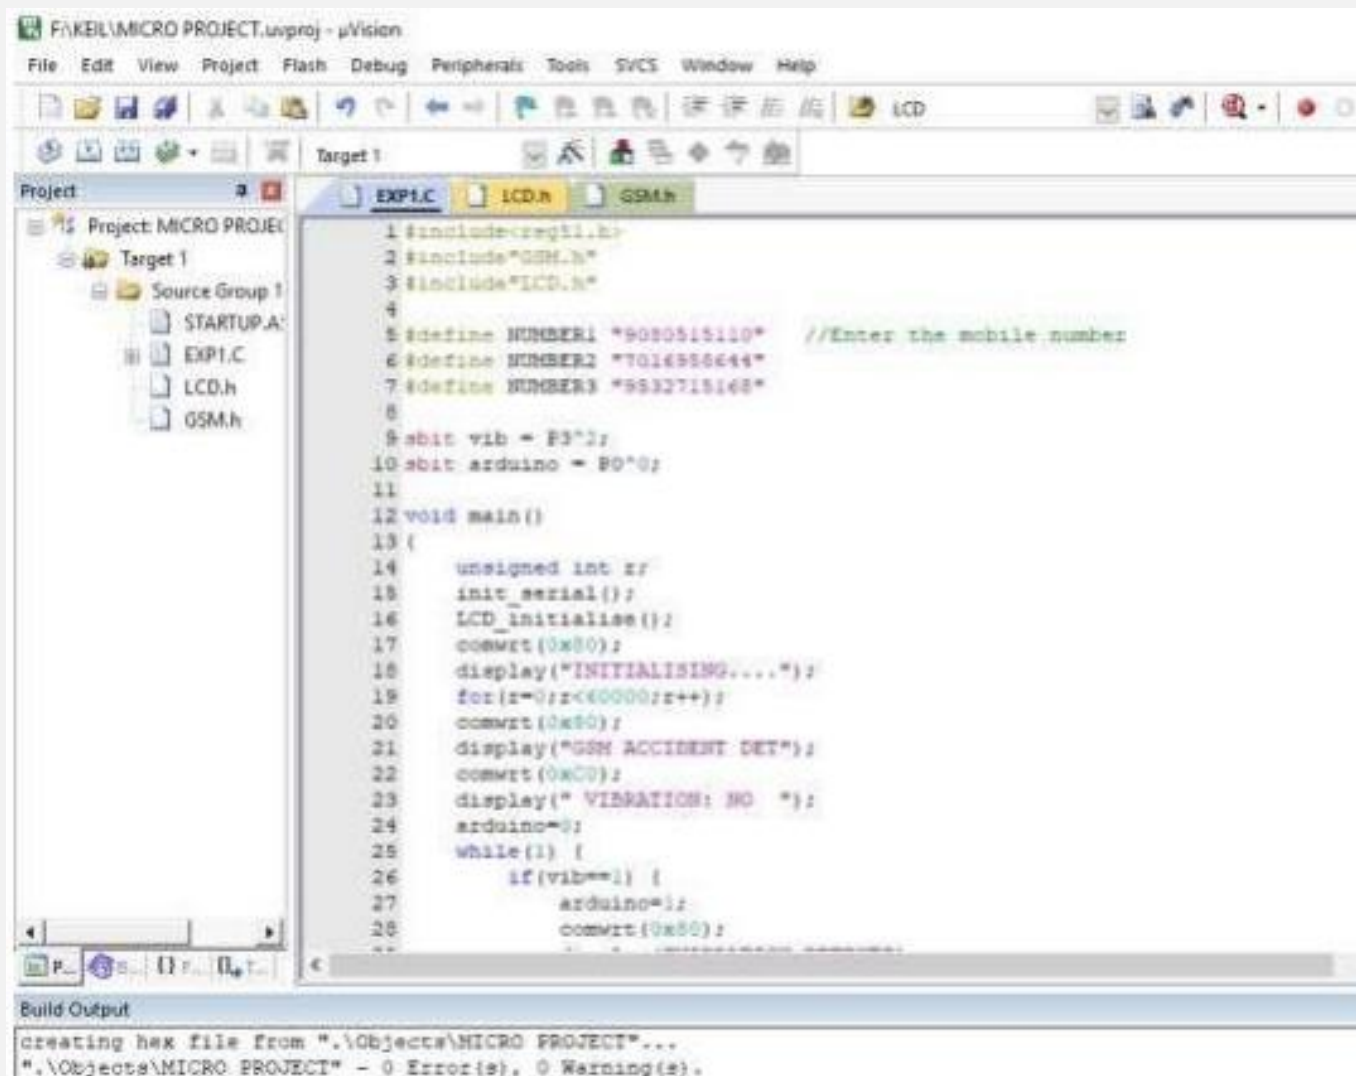 F:\KEIL\MICRO PROJECT.uvproj - µVision
File Edit View Project Flash Debug Peripherals Tools SVCS Window Help
LCD
Target 1
Project
EXP1.C LCD.h GSM.h
Project: MICRO PROJEC
Target 1
Source Group 1
STARTUP.A
EXP1.C
LCD.h
GSM.h
1 #include<reg51.h>
2 #include"GSM.h"
3 #include"LCD.h"
4
5 #define NUMBER1 "9080515110" //Enter the mobile number
6 #define NUMBER2 "7016958644"
7 #define NUMBER3 "9532715168"
8
9 sbit vib =
10 sbit arduino = P0^0;
11
12 void main()
13 {
14 unsigned int z;
15 init_serial();
16 LCD_initialise();
17 comwrt(0x80);
18 display("INITIALISING....");
19 for(z=0;z<60000;z++);
20 comwrt(0x80);
21 display("GSM ACCIDENT DET");
22 comwrt(0xC0);
23 display(" VIBRATION: NO ");
24 arduino=0;
25 while(1) {
26 if(vib==1) {
27 arduino=1;
28 comwrt(0x80);
P...
Build Output
creating hex file from ".\Objects\MICRO PROJECT"...
".\Objects\MICRO PROJECT" - 0 Error(s), 0 Warning(s).